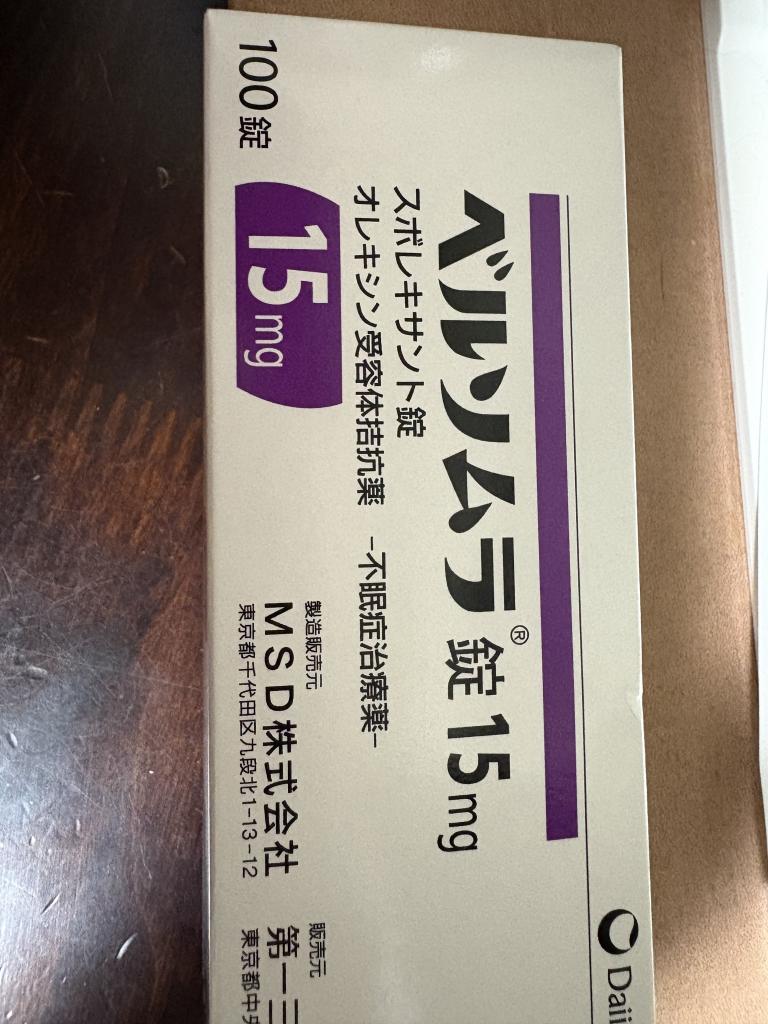 ベルソムラ®錠15mg
スボレキサント錠
オレキシン受容体拮抗薬 -不眠症治療薬-
100錠
15mg
製造販売元
MSD株式会社
東京都千代田区九段北1-13-12
販売元
第一三
東京都中央
Daii